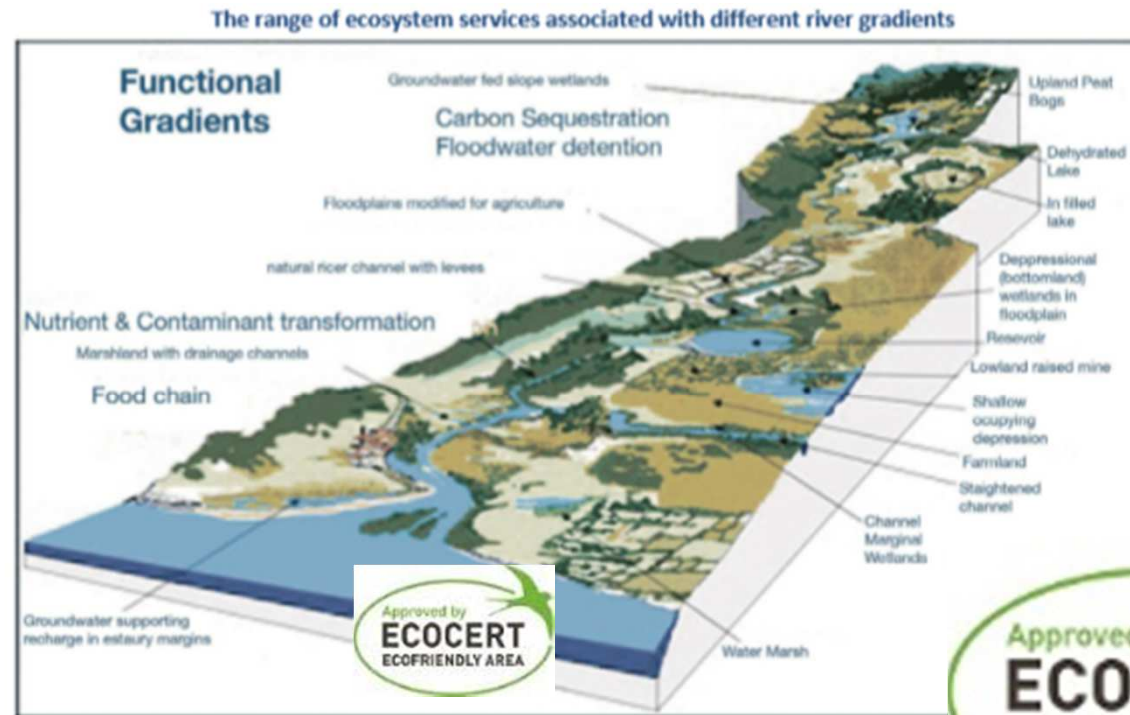 The range of ecosystem services associated with different river gradients
Functional
Gradients
Groundwater fed slope wetlands
Carbon Sequestration
Floodwater detention
Floodplains modified for agriculture
natural ricer channel with levees
Nutrient & Contaminant transformation
Marshland with drainage channels
Food chain
Groundwater supporting
recharge in estaury margins
Upland Peat
Bogs
Dehydrated
Lake
In filled
lake
Deppressional
(bottomland)
wetlands in
floodplain
Resevoir
Lowland raised mine
Shallow
ocupying
depression
Farmland
Staightened
channel
Channel
Marginal
Wetlands
Water Marsh
Approved by
ECOCERT
ECOFRIENDLY AREA
Approved
ECO